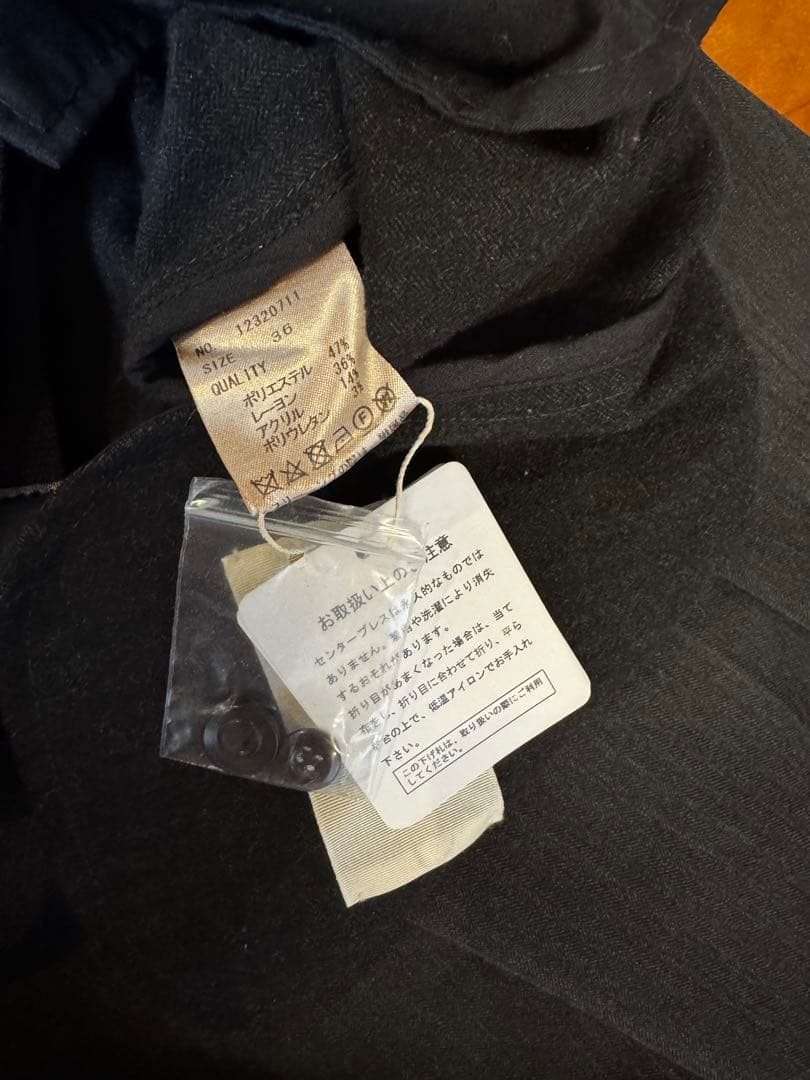 NO. 12320711
SIZE 36
QUALITY
ポリエステル 47%
レーヨン 36%
アクリル 14%
ポリウレタン 3%
お取扱い上の 注意
センタープレスは 人的なものでは
ありません。 や洗濯により消失
するおそれがあります。
折り目があまくなった場合は、当て
布をし、折り目に合わせて折り、平ら
な台の上で、低温アイロンでお手入れ
下さい。
この下げ札は、取り扱いの際にご利用
してください。